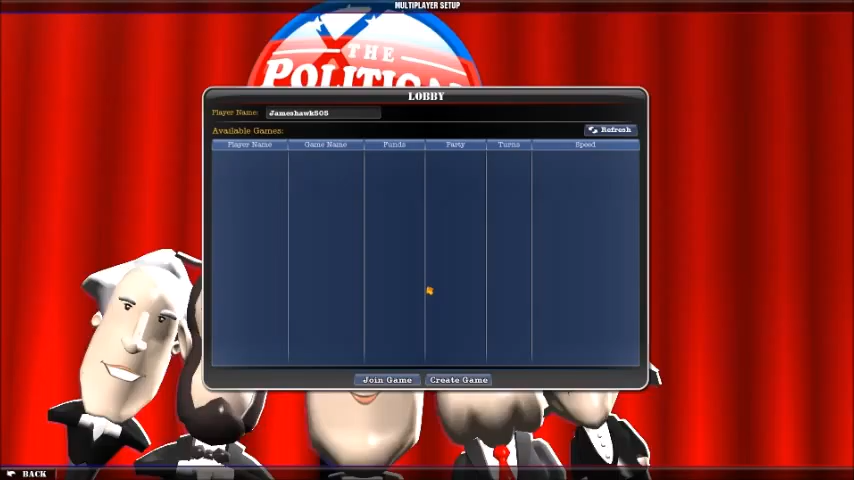 MULTIPLAYER SETUP
THE
POLITICA
LOBBY
Player Name: Jameshawk505
Available Games: Refresh
Player Name Game Name Funds Party Turns Speed
Join Game Create Game
BACK